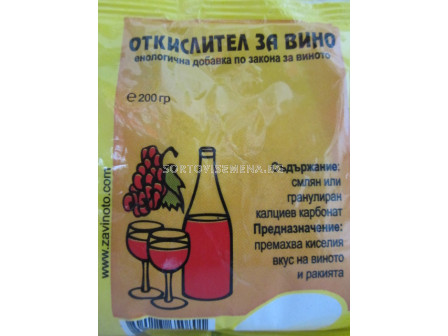 ОТКИСЛИТЕЛ ЗА ВИНО
енологична добавка по закона за виното
℮ 200 гр
SORTOVISEMENA.BG
Съдържание:
смлян или
гранулиран
калциев карбонат
Предназначение:
премахва киселия
вкус на виното
и ракията
www.zavinoto.com